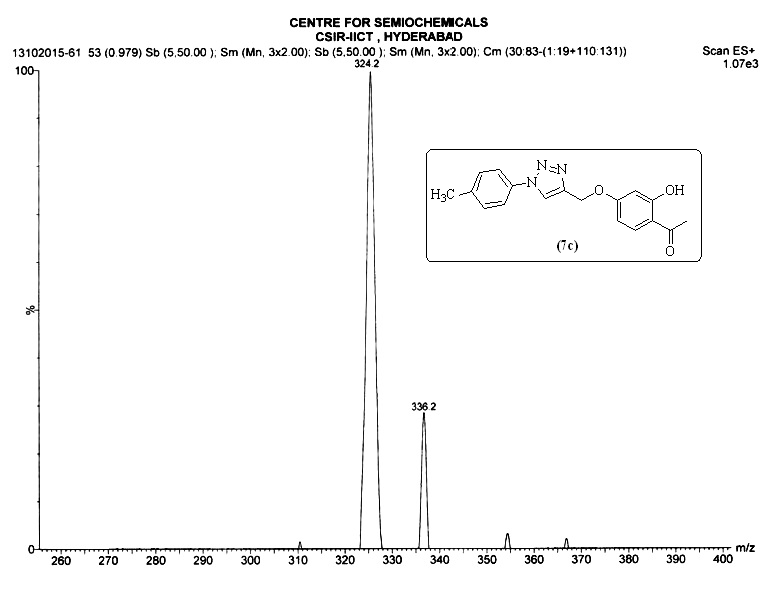 CENTRE FOR SEMIOCHEMICALS
CSIR-IICT , HYDERABAD
13102015-61 53 (0.979) Sb (5,50.00 ); Sm (Mn, 3x2.00); Sb (5,50.00 ); Sm (Mn, 3x2.00); Cm (30:83-(1:19+110:131))
Scan ES+
1.07e3
100
324.2
%
336.2
0
H3C
N
N=N
O
OH
O
(7c)
260 270 280 290 300 310 320 330 340 350 360 370 380 390 400 m/z